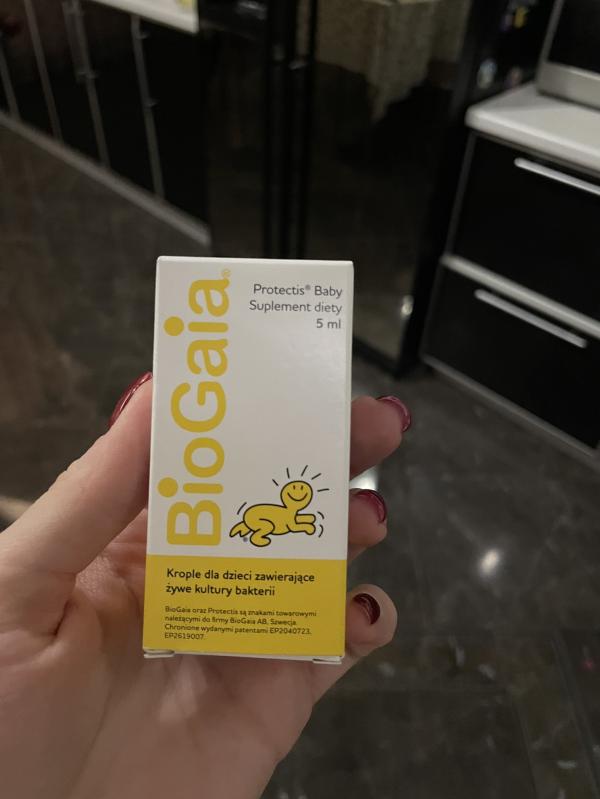 BioGaia®
Protectis® Baby
Suplement diety
5 ml
Krople dla dzieci zawierające
żywe kultury bakterii
BioGaia oraz Protectis są znakami towarowymi
należącymi do firmy BioGaia AB, Szwecja.
Chronione wydanymi patentami EP2040723,
EP2619007.